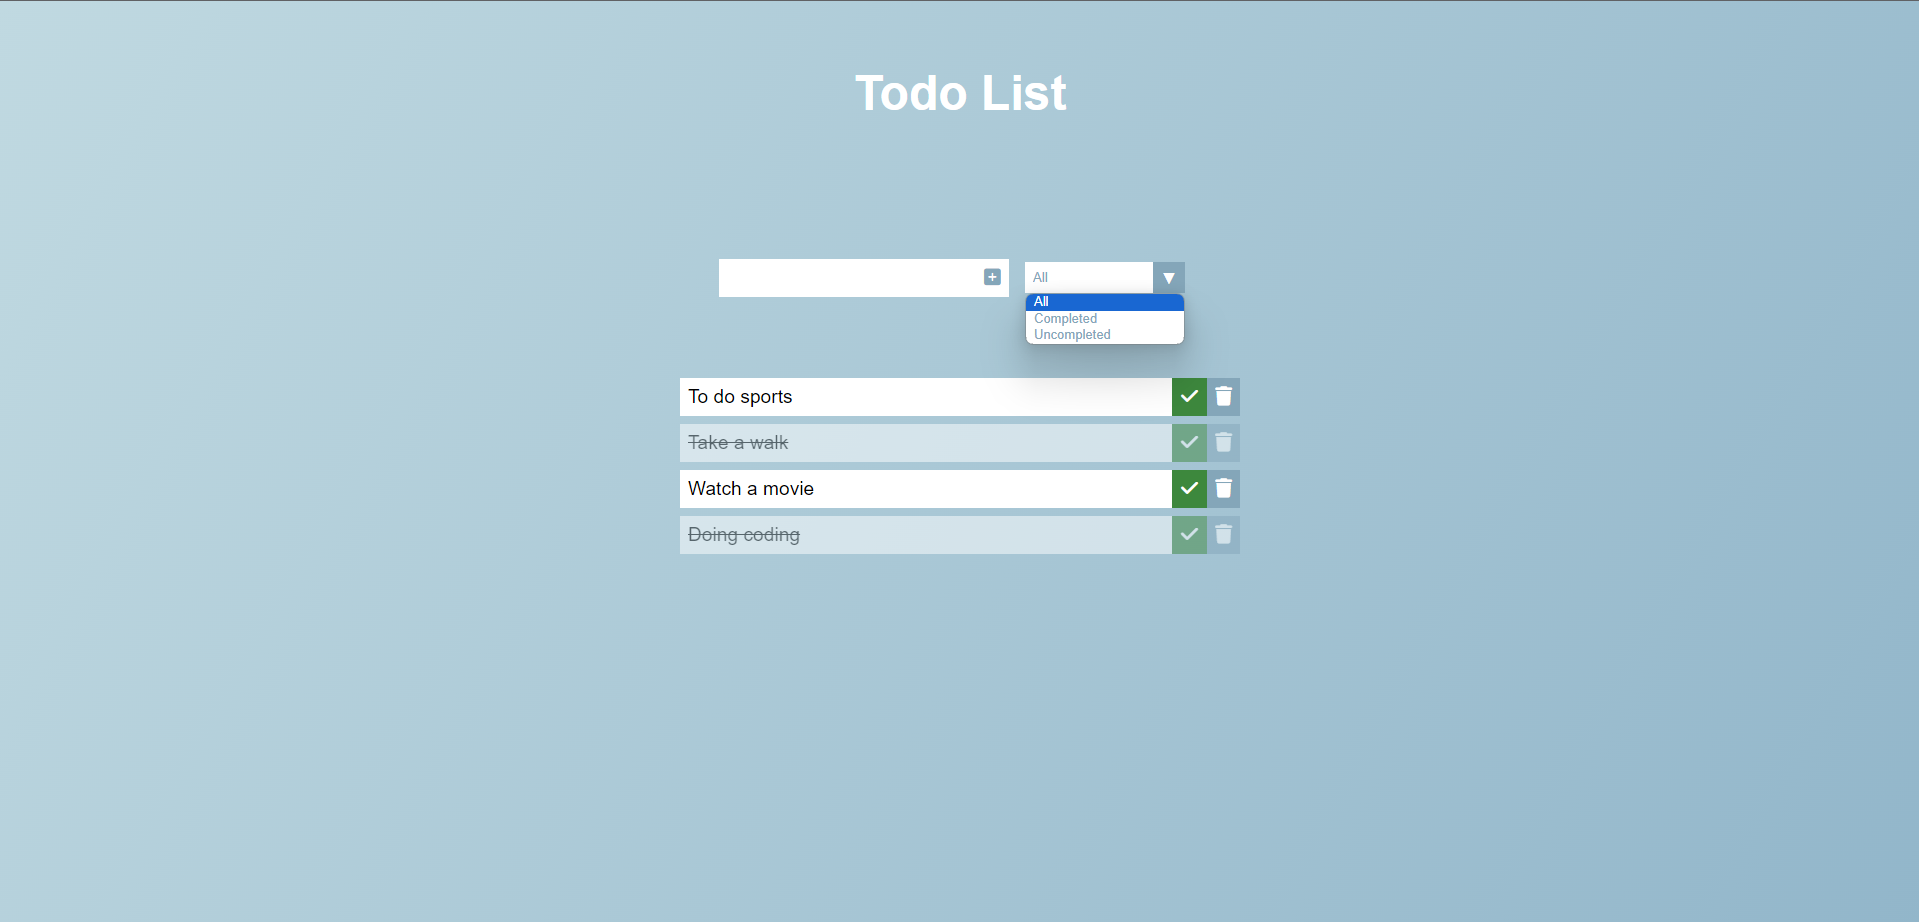 Todo List
All
All
Completed
Uncompleted
To do sports
Take a walk
Watch a movie
Doing coding